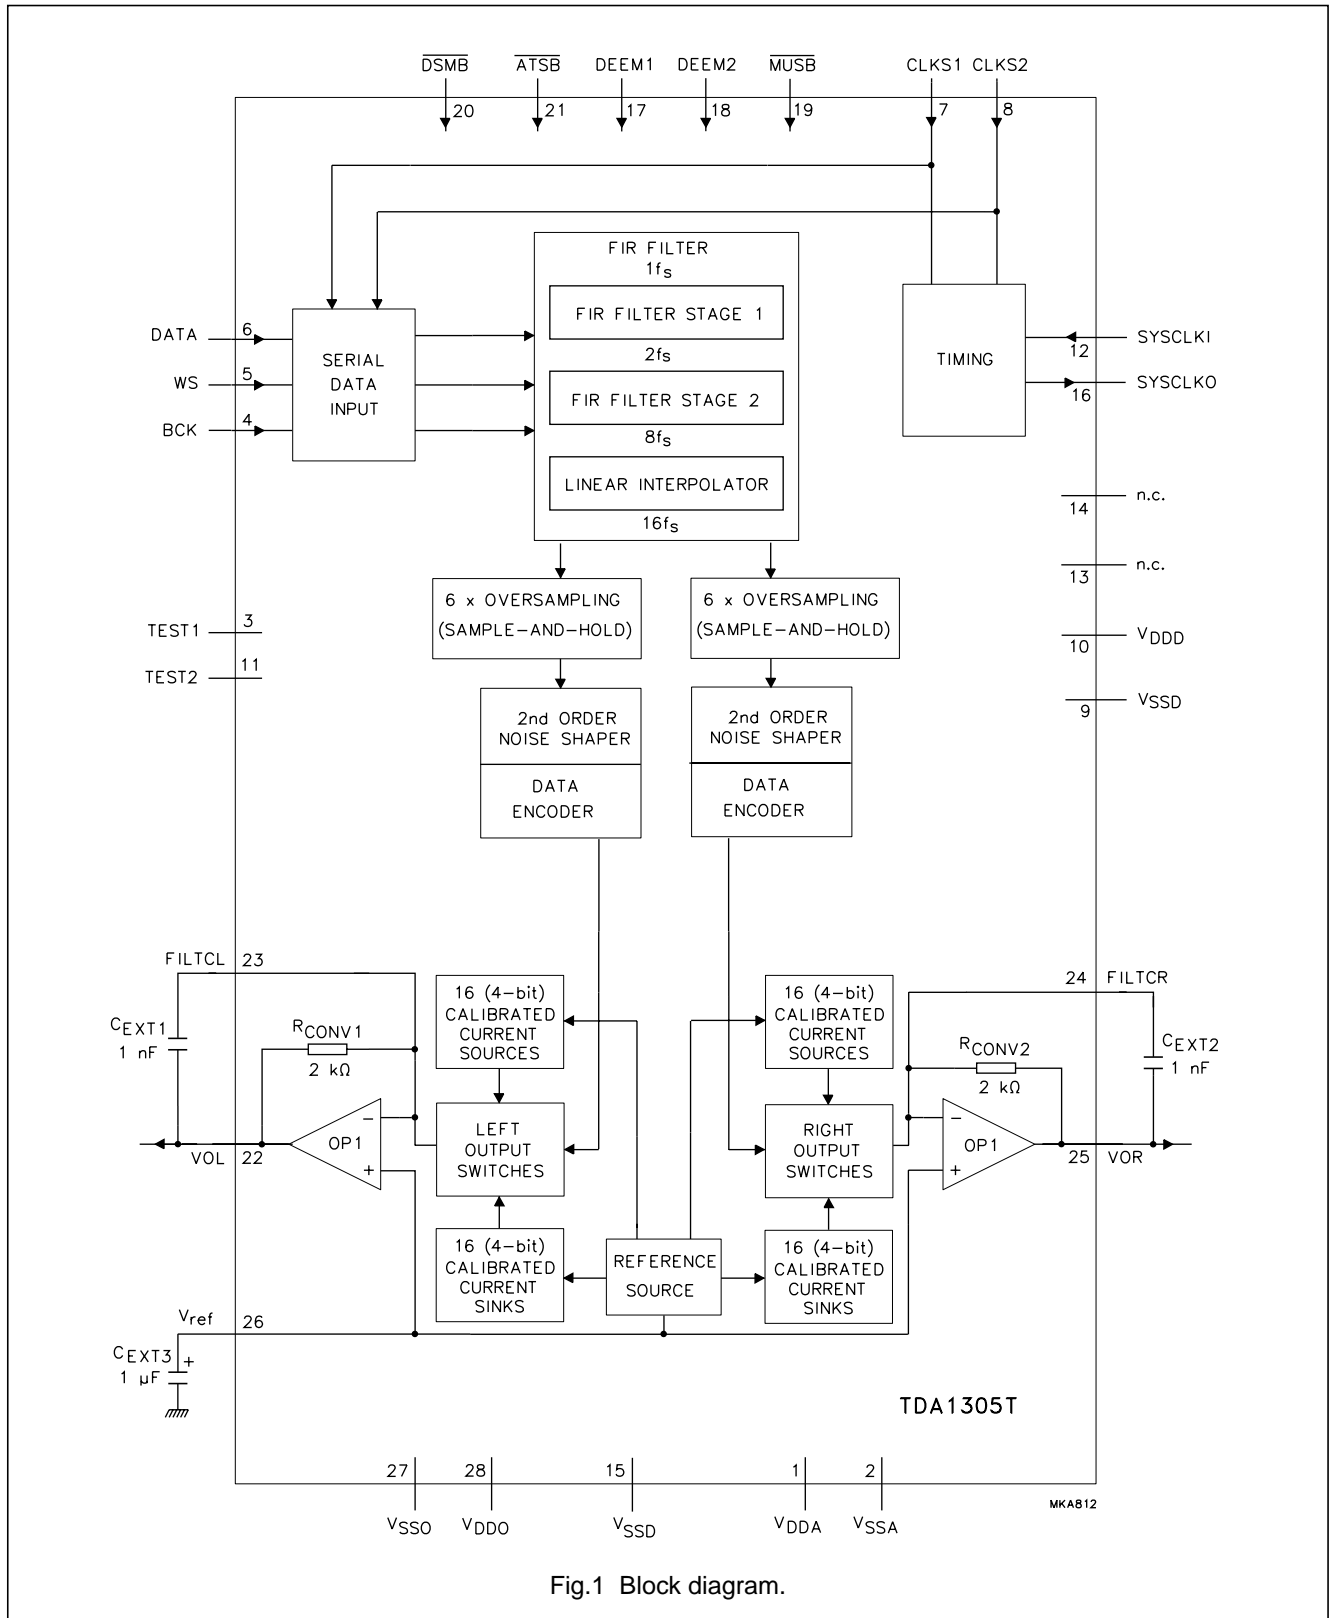 DSMB ATSB DEEM1 DEEM2 MUSB CLKS1 CLKS2
20 21 17 18 19 7 8
FIR FILTER
1fs
FIR FILTER STAGE 1
2fs
FIR FILTER STAGE 2
8fs
LINEAR INTERPOLATOR
16fs
DATA 6
WS 5
BCK 4
SERIAL
DATA
INPUT
TIMING
12 SYSCLKI
16 SYSCLKO
14 n.c.
13 n.c.
10 VDDD
9 VSSD
TEST1 3
TEST2 11
6 x OVERSAMPLING
(SAMPLE-AND-HOLD)
6 x OVERSAMPLING
(SAMPLE-AND-HOLD)
2nd ORDER
NOISE SHAPER
DATA
ENCODER
2nd ORDER
NOISE SHAPER
DATA
ENCODER
FILTCL 23
CEXT1
1 nF
RCONV1
2 kΩ
OP1
-
+
VOL 22
16 (4-bit)
CALIBRATED
CURRENT
SOURCES
LEFT
OUTPUT
SWITCHES
16 (4-bit)
CALIBRATED
CURRENT
SINKS
REFERENCE
SOURCE
16 (4-bit)
CALIBRATED
CURRENT
SOURCES
RIGHT
OUTPUT
SWITCHES
16 (4-bit)
CALIBRATED
CURRENT
SINKS
24 FILTCR
RCONV2
2 kΩ
CEXT2
1 nF
-
+
OP1
25 VOR
Vref 26
CEXT3 +
1 µF
TDA1305T
27 28 15 1 2
VSSO VDDO VSSD VDDA VSSA
MKA812
Fig.1 Block diagram.